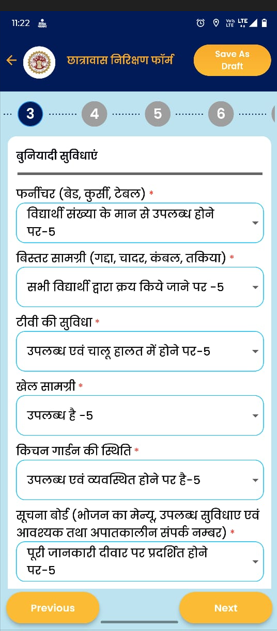 11:22
छात्रावास निरिक्षण फॉर्म
Save As
Draft
3
4
5
6
बुनियादी सुविधाएं
फर्नीचर (बेड, कुर्सी, टेबल) *
विद्यार्थी संख्या के मान से उपलब्ध होने
पर-5
बिस्तर सामग्री (गद्दा, चादर, कंबल, तकिया) *
सभी विद्यार्थी द्वारा क्रय किये जाने पर -5
टीवी की सुविधा *
उपलब्ध एवं चालू हालत में होने पर-5
खेल सामग्री *
उपलब्ध है -5
किचन गार्डन की स्थिति *
उपलब्ध एवं व्यवस्थित होने पर है-5
सूचना बोर्ड (भोजन का मेन्यू, उपलब्ध सुविधाए एवं
आवश्यक तथा अपातकालीन संपर्क नम्बर) *
पूरी जानकारी दीवार पर प्रदर्शित होने
पर-5
Previous
Next